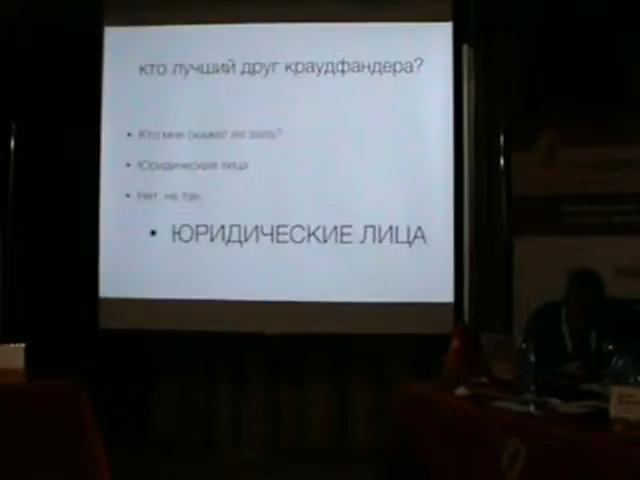 кто лучший друг краудфандера?
• Кто мне скажет из зала?
• Юридические лица
• Нет, не так.
• ЮРИДИЧЕСКИЕ ЛИЦА